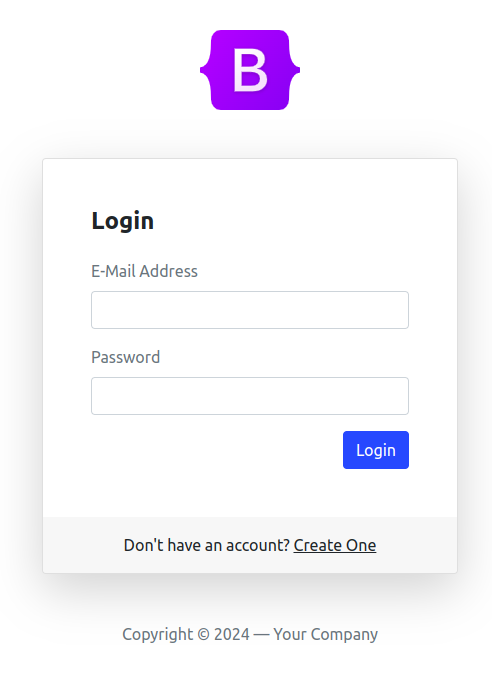 B
Login
E-Mail Address
Password
Login
Don't have an account? Create One
Copyright © 2024 — Your Company